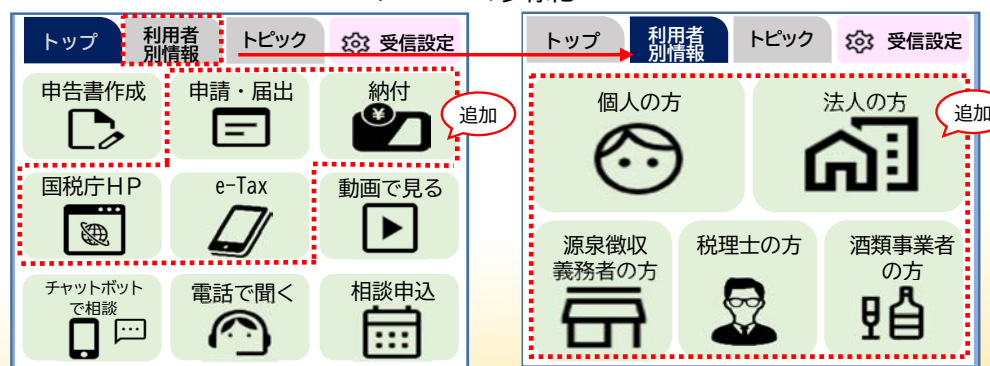 トップ
利用者
別情報
トピック
受信設定
申告書作成
申請・届出
納付
追加
国税庁HP
e-Tax
動画で見る
チャットボット
で相談
電話で聞く
相談申込
トップ
利用者
別情報
トピック
受信設定
個人の方
法人の方
追加
源泉徴収
義務者の方
税理士の方
酒類事業者
の方